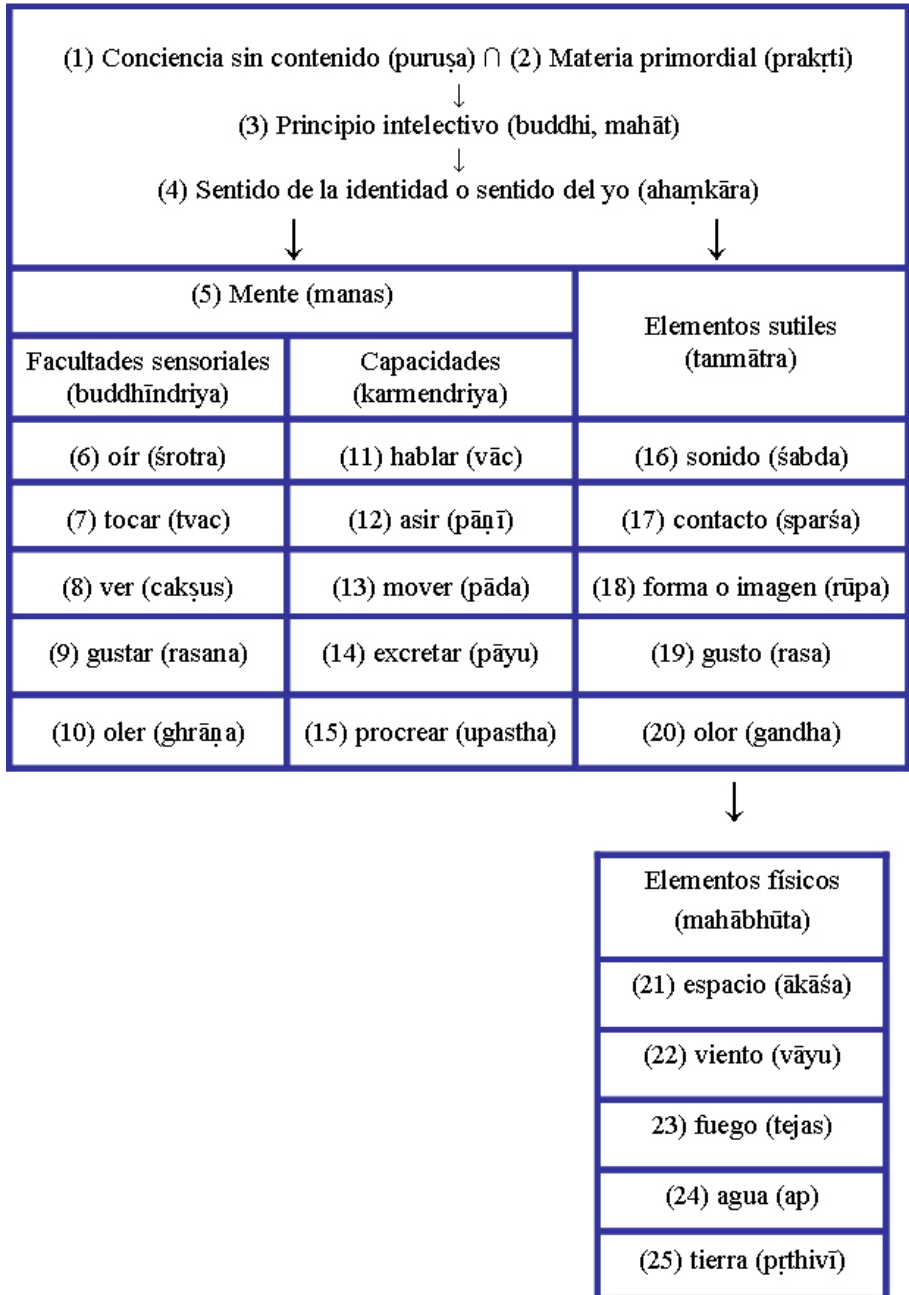 (1) Conciencia sin contenido (puruṣa) ∩ (2) Materia primordial (prakṛti)
↓
(3) Principio intelectivo (buddhi, mahāt)
↓
(4) Sentido de la identidad o sentido del yo (ahaṃkāra)
↓ ↓
(5) Mente (manas)
Elementos sutiles
(tanmātra)
Facultades sensoriales
(buddhīndriya)
Capacidades
(karmendriya)
(6) oír (śrotra)
(11) hablar (vāc)
(16) sonido (śabda)
(7) tocar (tvac)
(12) asir (pāṇī)
(17) contacto (sparśa)
(8) ver (cakṣus)
(13) mover (pāda)
(18) forma o imagen (rūpa)
(9) gustar (rasana)
(14) excretar (pāyu)
(19) gusto (rasa)
(10) oler (ghrāṇa)
(15) procrear (upastha)
(20) olor (gandha)
↓
Elementos físicos
(mahābhūta)
(21) espacio (ākāśa)
(22) viento (vāyu)
23) fuego (tejas)
(24) agua (ap)
(25) tierra (pṛthivī)